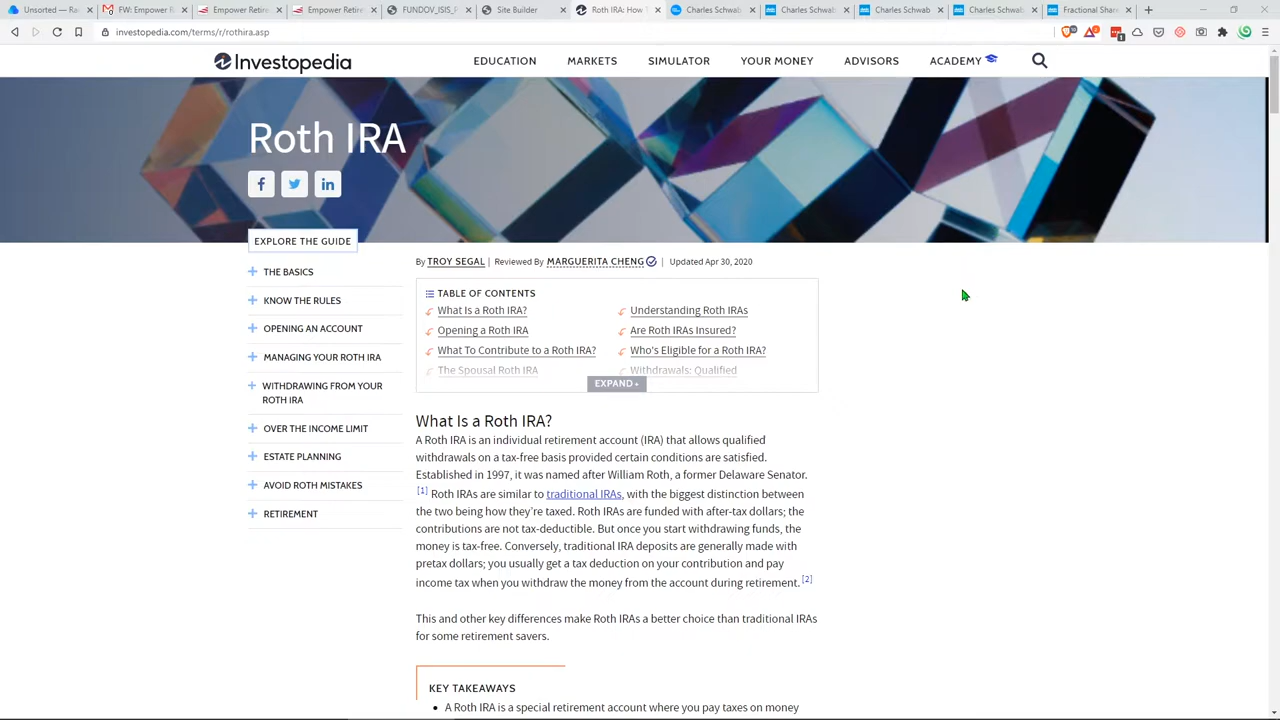 Unsorted — Ra
FW: Empower R
Empower Retire
Empower Retire
FUNDOV_ISIS_P
Site Builder
Roth IRA: How T
Charles Schwab
Charles Schwab
Charles Schwab
Charles Schwab
Fractional Share
investopedia.com/terms/r/rothira.asp
Investopedia
EDUCATION
MARKETS
SIMULATOR
YOUR MONEY
ADVISORS
ACADEMY
Roth IRA
EXPLORE THE GUIDE
+ THE BASICS
+ KNOW THE RULES
+ OPENING AN ACCOUNT
+ MANAGING YOUR ROTH IRA
+ WITHDRAWING FROM YOUR
ROTH IRA
+ OVER THE INCOME LIMIT
+ ESTATE PLANNING
+ AVOID ROTH MISTAKES
+ RETIREMENT
By TROY SEGAL | Reviewed By MARGUERITA CHENG | Updated Apr 30, 2020
TABLE OF CONTENTS
What Is a Roth IRA?
Understanding Roth IRAs
Opening a Roth IRA
Are Roth IRAs Insured?
What To Contribute to a Roth IRA?
Who's Eligible for a Roth IRA?
The Spousal Roth IRA
Withdrawals: Qualified
EXPAND +
What Is a Roth IRA?
A Roth IRA is an individual retirement account (IRA) that allows qualified
withdrawals on a tax-free basis provided certain conditions are satisfied.
Established in 1997, it was named after William Roth, a former Delaware Senator.
[1] Roth IRAs are similar to traditional IRAs, with the biggest distinction between
the two being how they're taxed. Roth IRAs are funded with after-tax dollars; the
contributions are not tax-deductible. But once you start withdrawing funds, the
money is tax-free. Conversely, traditional IRA deposits are generally made with
pretax dollars; you usually get a tax deduction on your contribution and pay
income tax when you withdraw the money from the account during retirement. [2]
This and other key differences make Roth IRAs a better choice than traditional IRAs
for some retirement savers.
KEY TAKEAWAYS
• A Roth IRA is a special retirement account where you pay taxes on money